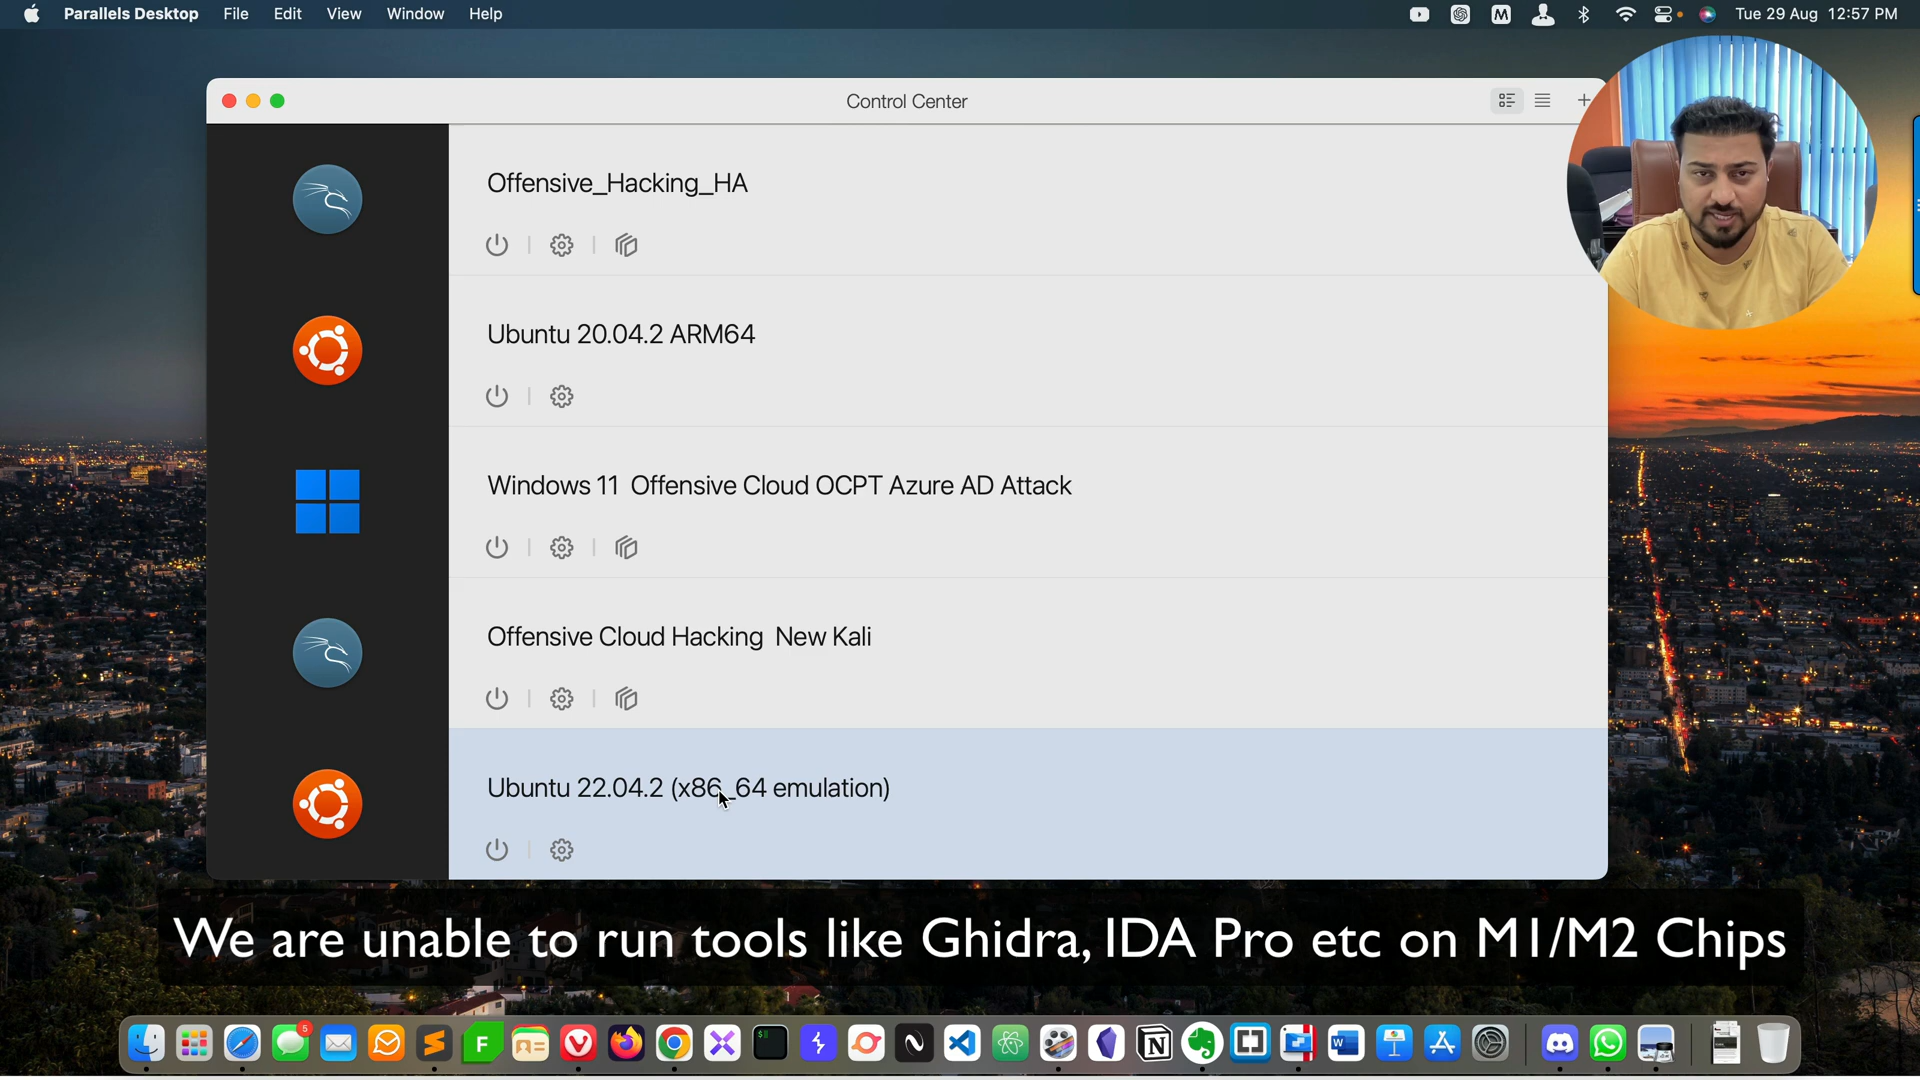 Parallels Desktop File Edit View Window Help Tue 29 Aug 12:57 PM
Control Center
Offensive_Hacking_HA
Ubuntu 20.04.2 ARM64
Windows 11 Offensive Cloud OCPT Azure AD Attack
Offensive Cloud Hacking New Kali
Ubuntu 22.04.2 (x86_64 emulation)
We are unable to run tools like Ghidra, IDA Pro etc on M1/M2 Chips
5
F